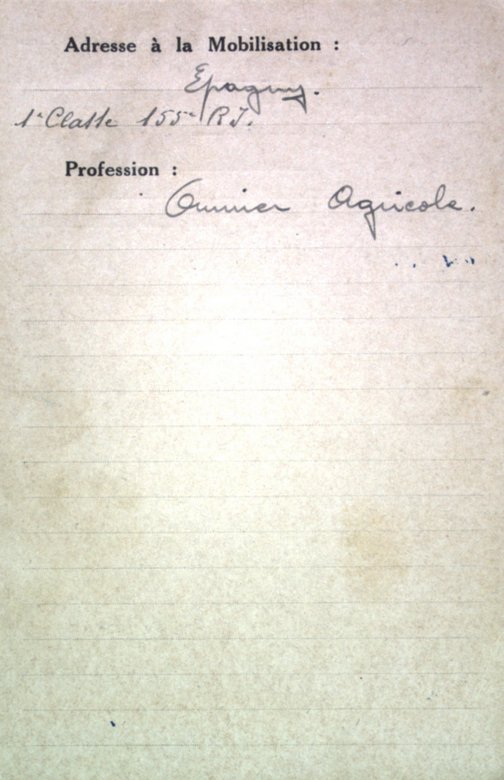 Adresse à la Mobilisation :
Epagny.
1e Classe 155e R.I.
Profession :
Ouvrier Agricole.